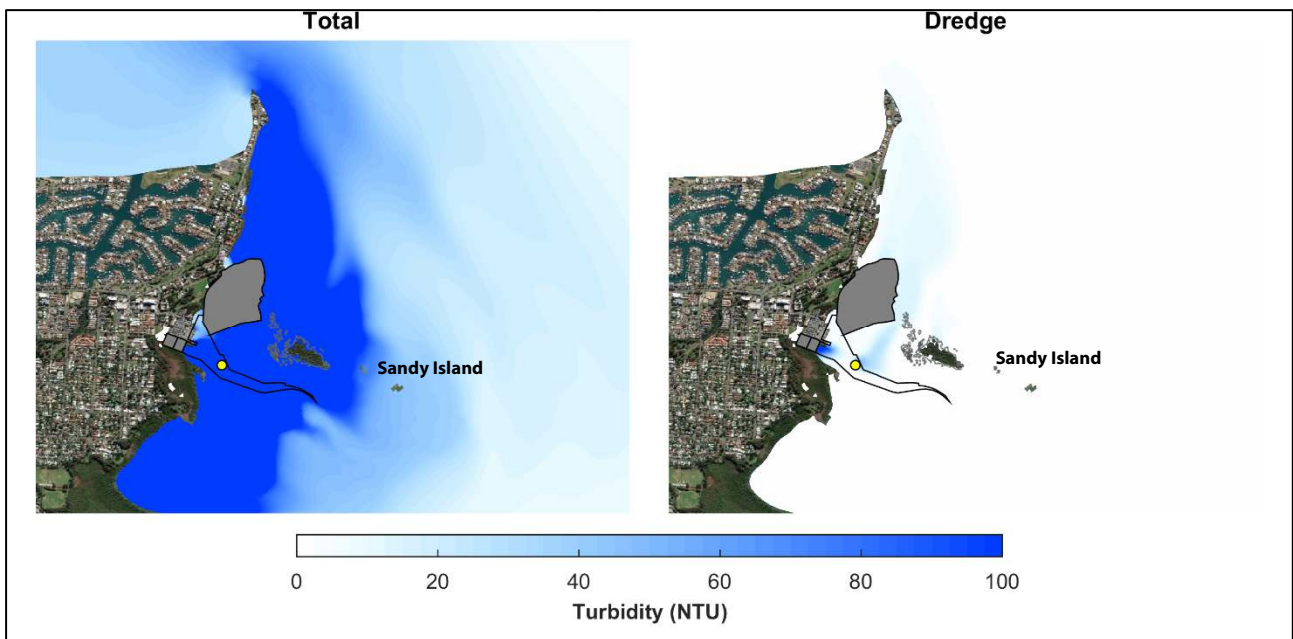 Total
Dredge
Sandy Island
Sandy Island
0 20 40 60 80 100
Turbidity (NTU)